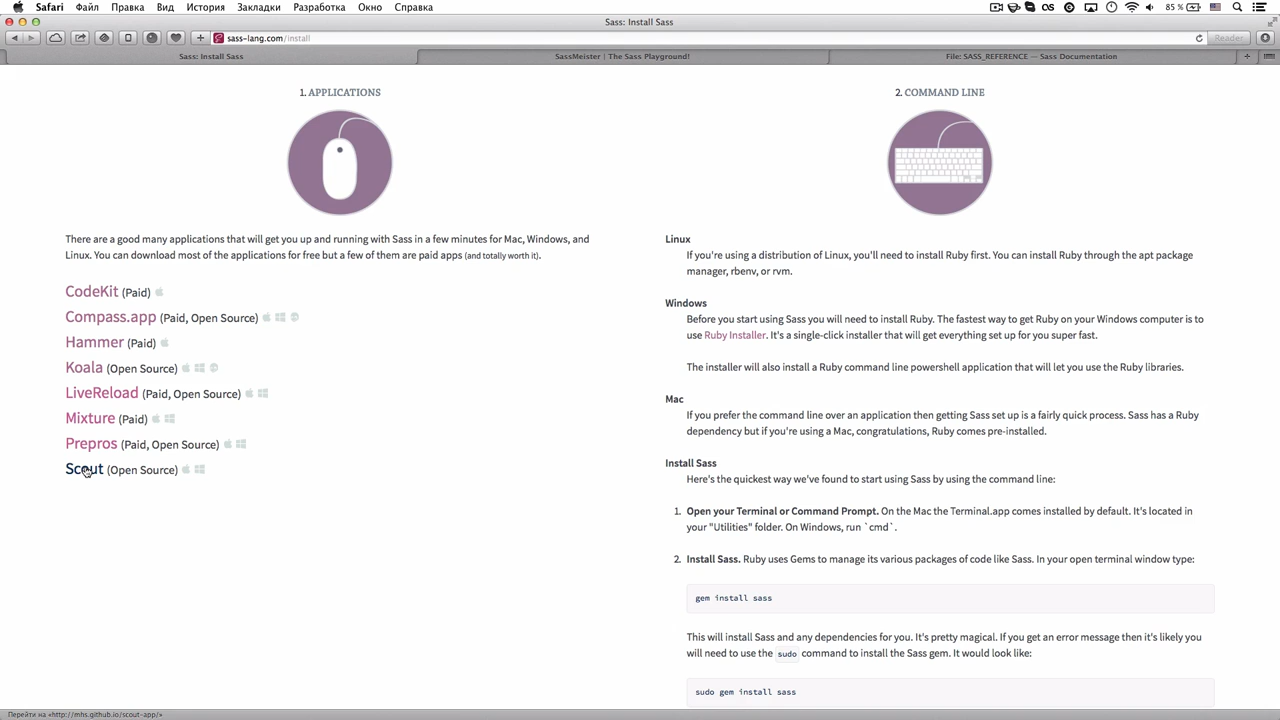 Safari Файл Правка Вид История Закладки Разработка Окно Справка 85 %
Sass: Install Sass
sass-lang.com/install Reader
Sass: Install Sass SassMeister | The Sass Playground! File: SASS_REFERENCE — Sass Documentation
1. APPLICATIONS
There are a good many applications that will get you up and running with Sass in a few minutes for Mac, Windows, and
Linux. You can download most of the applications for free but a few of them are paid apps (and totally worth it).
CodeKit (Paid)
Compass.app (Paid, Open Source)
Hammer (Paid)
Koala (Open Source)
LiveReload (Paid, Open Source)
Mixture (Paid)
Prepros (Paid, Open Source)
Scout (Open Source)
2. COMMAND LINE
Linux
If you're using a distribution of Linux, you'll need to install Ruby first. You can install Ruby through the apt package
manager, rbenv, or rvm.
Windows
Before you start using Sass you will need to install Ruby. The fastest way to get Ruby on your Windows computer is to
use Ruby Installer. It's a single-click installer that will get everything set up for you super fast.
The installer will also install a Ruby command line powershell application that will let you use the Ruby libraries.
Mac
If you prefer the command line over an application then getting Sass set up is a fairly quick process. Sass has a Ruby
dependency but if you're using a Mac, congratulations, Ruby comes pre-installed.
Install Sass
Here's the quickest way we've found to start using Sass by using the command line:
1. Open your Terminal or Command Prompt. On the Mac the Terminal.app comes installed by default. It's located in
your "Utilities" folder. On Windows, run `cmd`.
2. Install Sass. Ruby uses Gems to manage its various packages of code like Sass. In your open terminal window type:
gem install sass
This will install Sass and any dependencies for you. It's pretty magical. If you get an error message then it's likely you
will need to use the sudo command to install the Sass gem. It would look like:
sudo gem install sass
Перейти на «http://mhs.github.io/scout-app/»